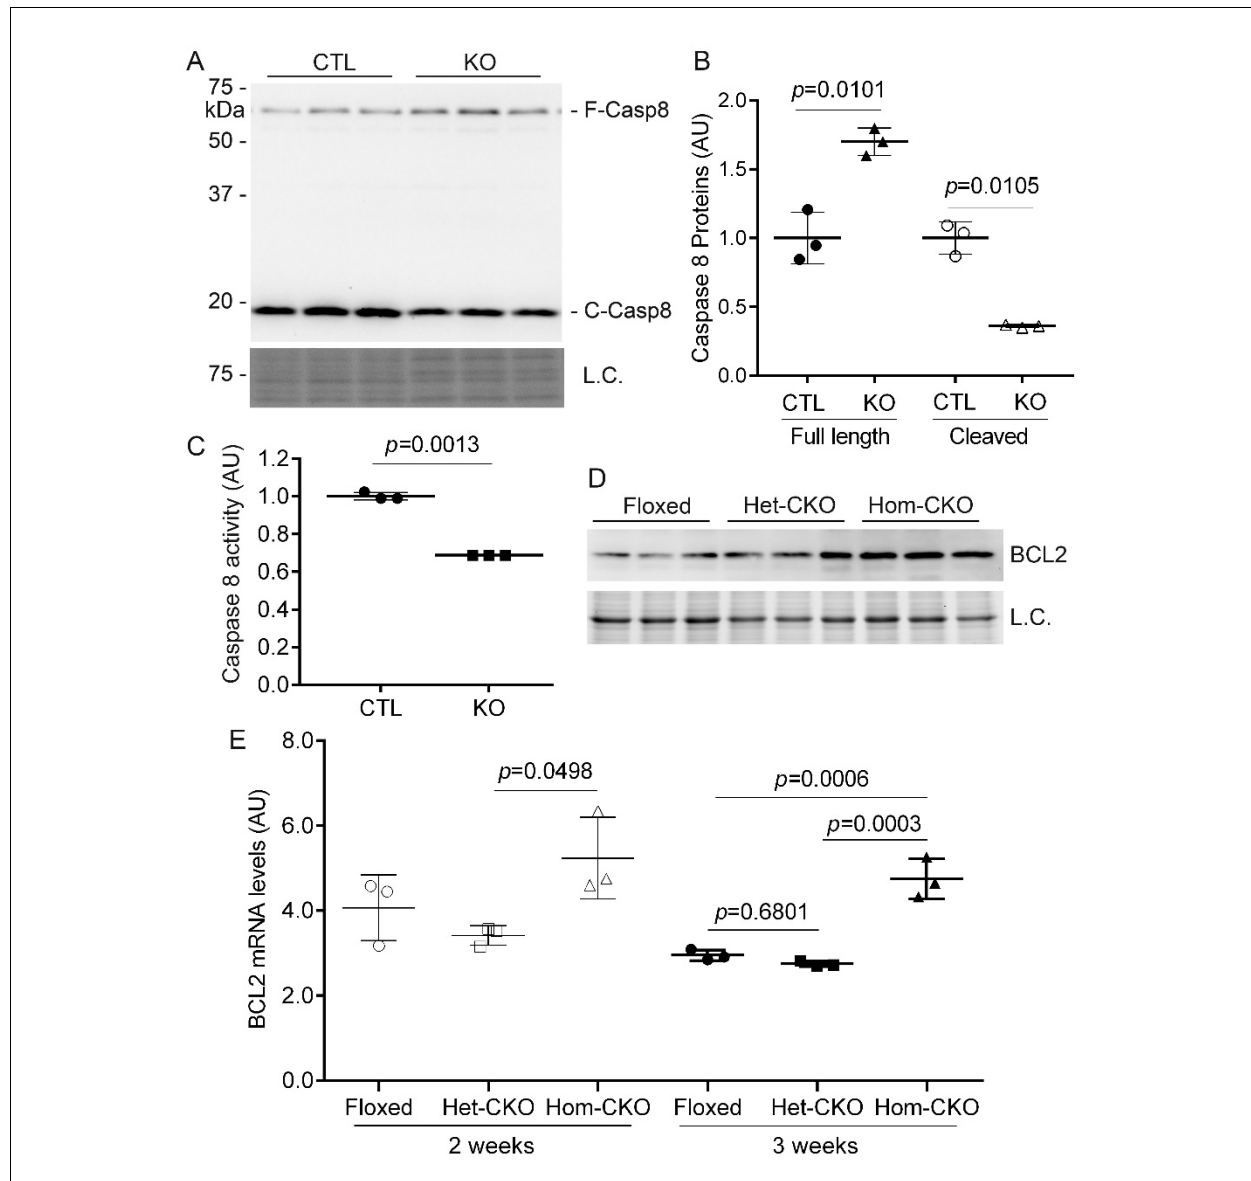 A
CTL KO
75 -
kDa
50 -
37 -
20 -
- F-Casp8
- C-Casp8
75 -
L.C.
B
Caspase 8 Proteins (AU)
2.0
1.5
1.0
0.5
0.0
p=0.0101
p=0.0105
CTL KO CTL KO
Full length Cleaved
C
Caspase 8 activity (AU)
1.2
1.0
0.8
0.6
0.4
0.2
0.0
p=0.0013
CTL KO
D
Floxed Het-CKO Hom-CKO
BCL2
L.C.
E
BCL2 mRNA levels (AU)
8.0
6.0
4.0
2.0
0.0
p=0.0498
p=0.0006
p=0.0003
p=0.6801
Floxed Het-CKO Hom-CKO Floxed Het-CKO Hom-CKO
2 weeks 3 weeks